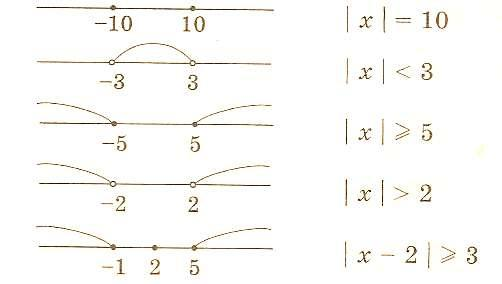 -10 10 | x | = 10
-3 3 | x | < 3
-5 5 | x | ⩾ 5
-2 2 | x | > 2
-1 2 5 | x − 2 | ⩾ 3